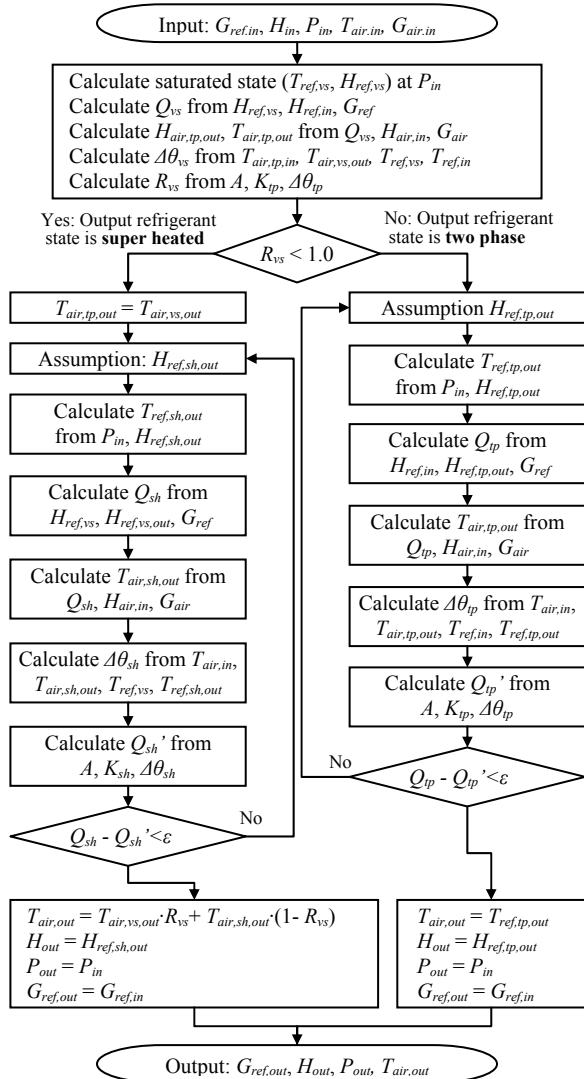 Input: G_ref.in, H_in, P_in, T_air.in, G_air.in
Calculate saturated state (T_ref,vs, H_ref,vs) at P_in
Calculate Q_vs from H_ref,vs, H_ref,in, G_ref
Calculate H_air,tp,out, T_air,tp,out from Q_vs, H_air,in, G_air
Calculate Δθ_vs from T_air,tp,in, T_air,vs,out, T_ref,vs, T_ref,in
Calculate R_vs from A, K_tp, Δθ_tp
Yes: Output refrigerant
state is super heated
No: Output refrigerant
state is two phase
R_vs < 1.0
T_air,tp,out = T_air,vs,out
Assumption: H_ref,sh,out
Calculate T_ref,sh,out
from P_in, H_ref,sh,out
Calculate Q_sh from
H_ref,vs, H_ref,vs,out, G_ref
Calculate T_air,sh,out from
Q_sh, H_air,in, G_air
Calculate Δθ_sh from T_air,in,
T_air,sh,out, T_ref,vs, T_ref,sh,out
Calculate Q_sh' from
A, K_sh, Δθ_sh
No
Q_sh - Q_sh'<ε
T_air,out = T_air,vs,out·R_vs+ T_air,sh,out·(1- R_vs)
H_out = H_ref,sh,out
P_out = P_in
G_ref,out = G_ref,in
Assumption H_ref,tp,out
Calculate T_ref,tp,out
from P_in, H_ref,tp,out
Calculate Q_tp from
H_ref,in, H_ref,tp,out, G_ref
Calculate T_air,tp,out from
Q_tp, H_air,in, G_air
Calculate Δθ_tp from T_air,in,
T_air,tp,out, T_ref,in, T_ref,tp,out
Calculate Q_tp' from
A, K_tp, Δθ_tp
No
Q_tp - Q_tp'<ε
T_air,out = T_ref,tp,out
H_out = H_ref,tp,out
P_out = P_in
G_ref,out = G_ref,in
Output: G_ref,out, H_out, P_out, T_air,out